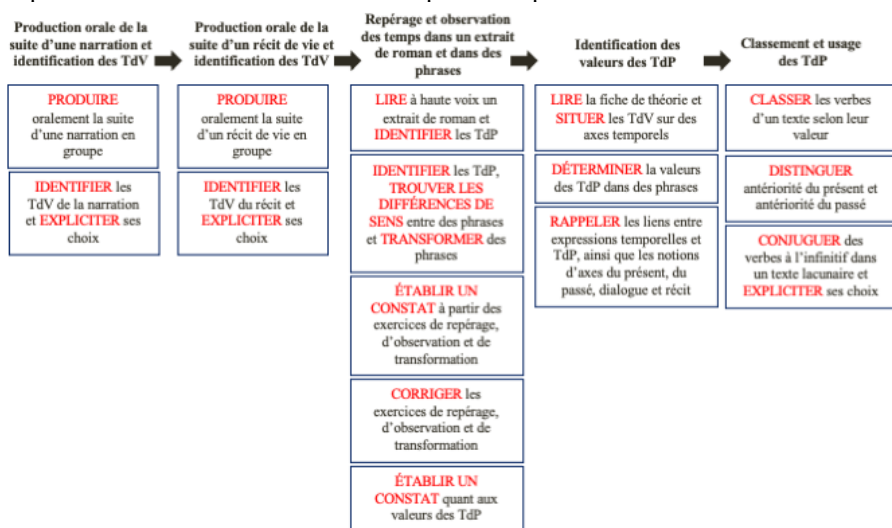 Production orale de la
suite d'une narration et
identification des TdV
Production orale de la
suite d'un récit de vie et
identification des TdV
Repérage et observation
des temps dans un extrait
de roman et dans des
phrases
Identification des
valeurs des TdP
Classement et usage
des TdP
PRODUIRE
oralement la suite
d'une narration en
groupe
IDENTIFIER les
TdV de la narration
et EXPLICITER ses
choix
PRODUIRE
oralement la suite
d'un récit de vie en
groupe
IDENTIFIER les
TdV du récit et
EXPLICITER ses
choix
LIRE à haute voix un
extrait de roman et
IDENTIFIER les TdP
IDENTIFIER les TdP,
TROUVER LES
DIFFÉRENCES DE
SENS entre des phrases
et TRANSFORMER des
phrases
ÉTABLIR UN
CONSTAT à partir des
exercices de repérage,
d'observation et de
transformation
CORRIGER les
exercices de repérage,
d'observation et de
transformation
ÉTABLIR UN
CONSTAT quant aux
valeurs des TdP
LIRE la fiche de théorie et
SITUER les TdV sur des
axes temporels
DÉTERMINER la valeurs
des TdP dans des phrases
RAPPELER les liens entre
expressions temporelles et
TdP, ainsi que les notions
d'axes du présent, du
passé, dialogue et récit
CLASSER les verbes
d'un texte selon leur
valeur
DISTINGUER
antériorité du présent et
antériorité du passé
CONJUGUER des
verbes à l'infinitif dans
un texte lacunaire et
EXPLICITER ses choix